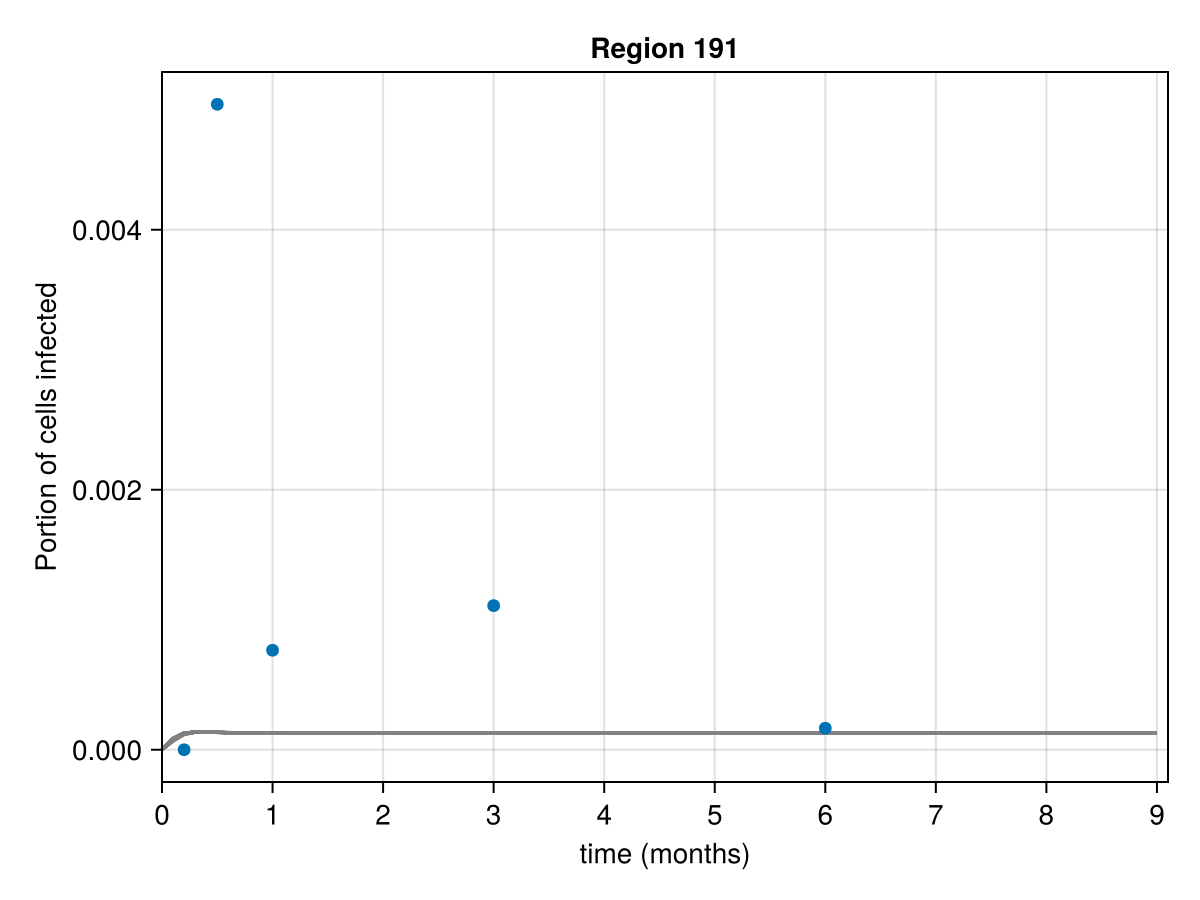 Region 191
Portion of cells infected
0.004
0.002
0.000
0 1 2 3 4 5 6 7 8 9
time (months)